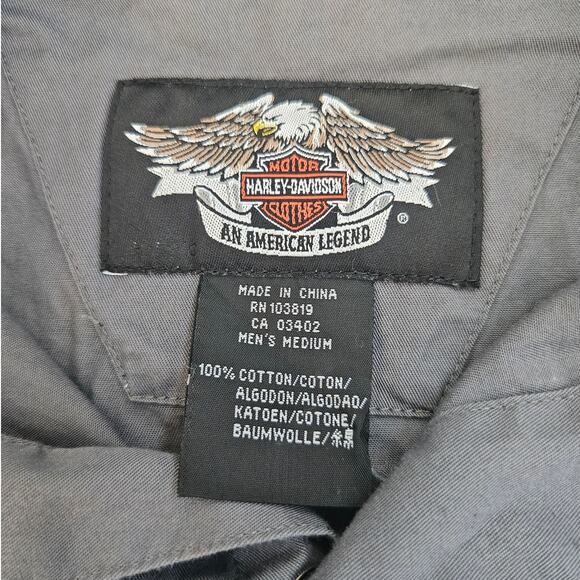 MOTOR
HARLEY-DAVIDSON
CLOTHES
AN AMERICAN LEGEND
®
MADE IN CHINA
RN 103819
CA 03402
MEN'S MEDIUM
100% COTTON/COTON/
ALGODON/ALGODAO/
KATOEN/COTONE/
BAUMWOLLE/綿